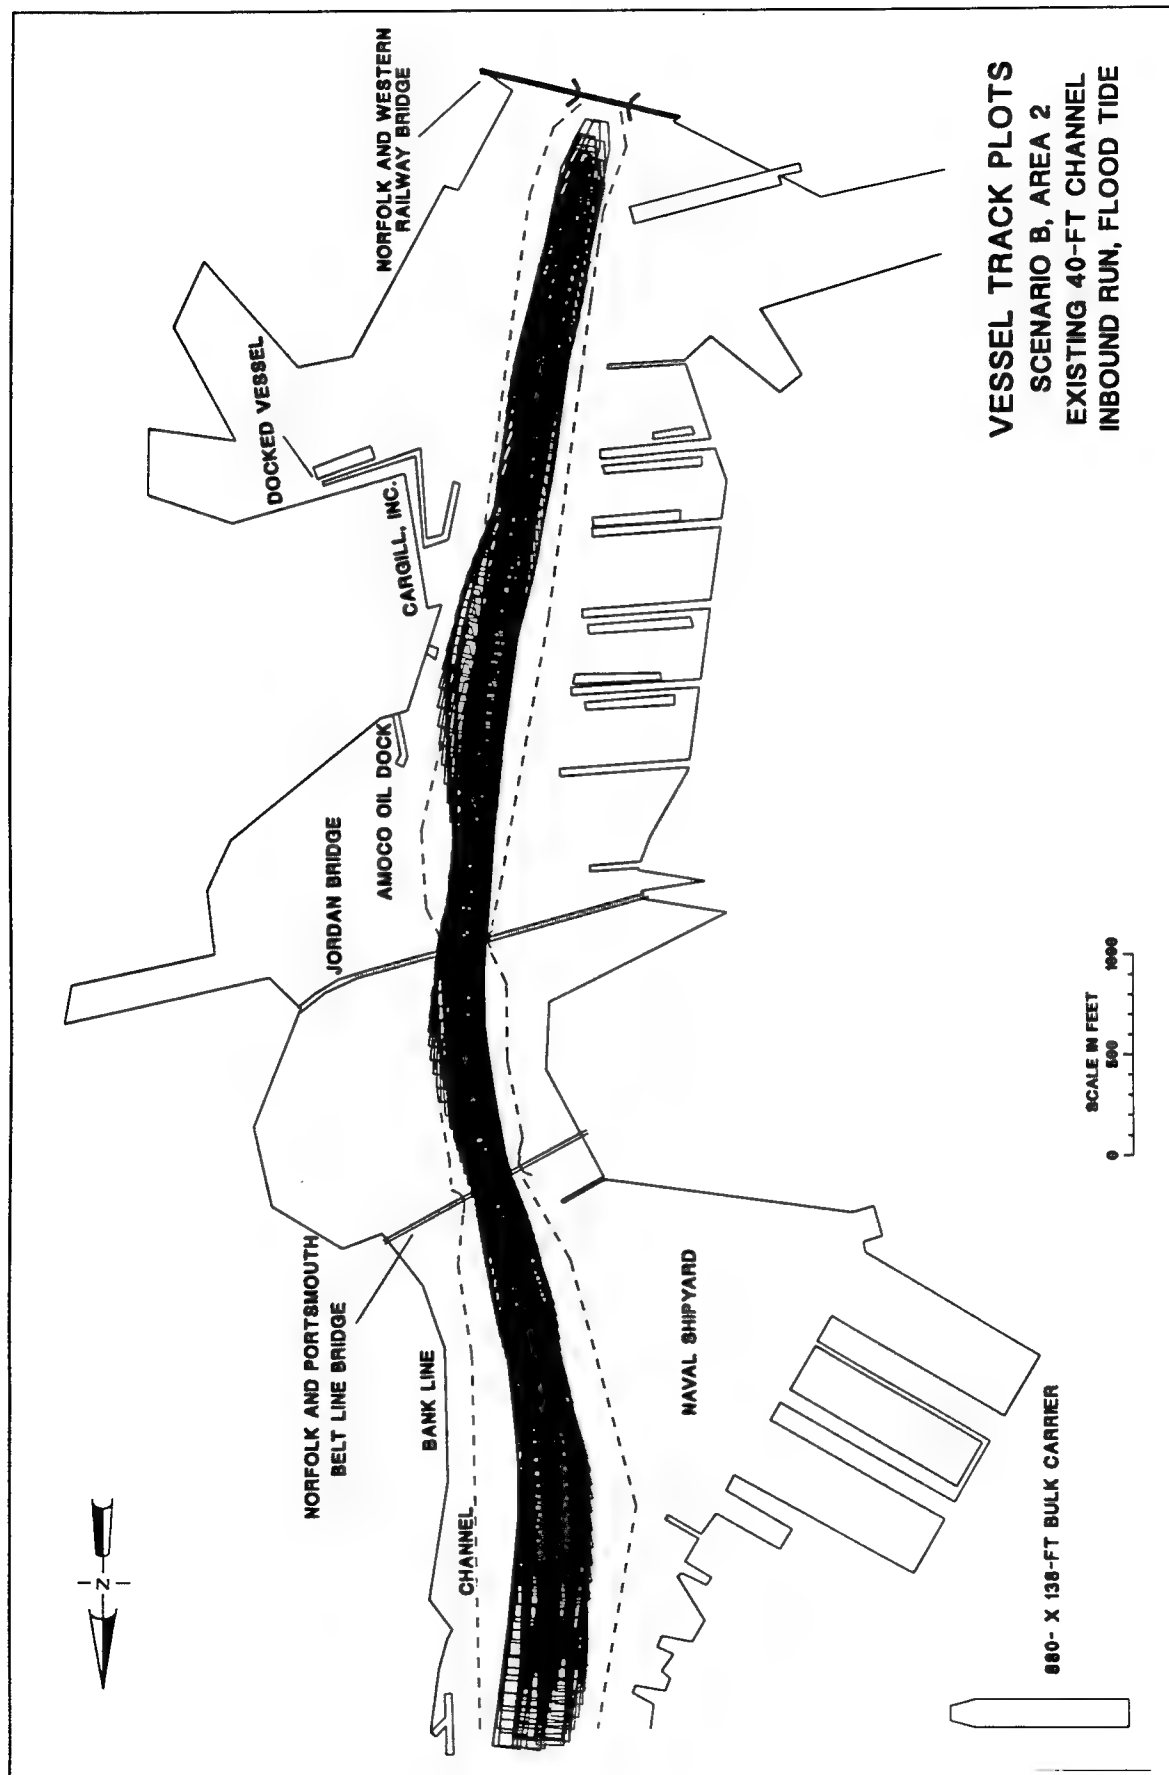 NORFOLK AND WESTERN
RAILWAY BRIDGE
DOCKED VESSEL
CARGILL, INC.
AMOCO OIL DOCK
JORDAN BRIDGE
NORFOLK AND PORTSMOUTH
BELT LINE BRIDGE
BANK LINE
CHANNEL
NAVAL SHIPYARD
N
VESSEL TRACK PLOTS
SCENARIO B, AREA 2
EXISTING 40-FT CHANNEL
INBOUND RUN, FLOOD TIDE
SCALE IN FEET
0 500 1000
880- X 138-FT BULK CARRIER